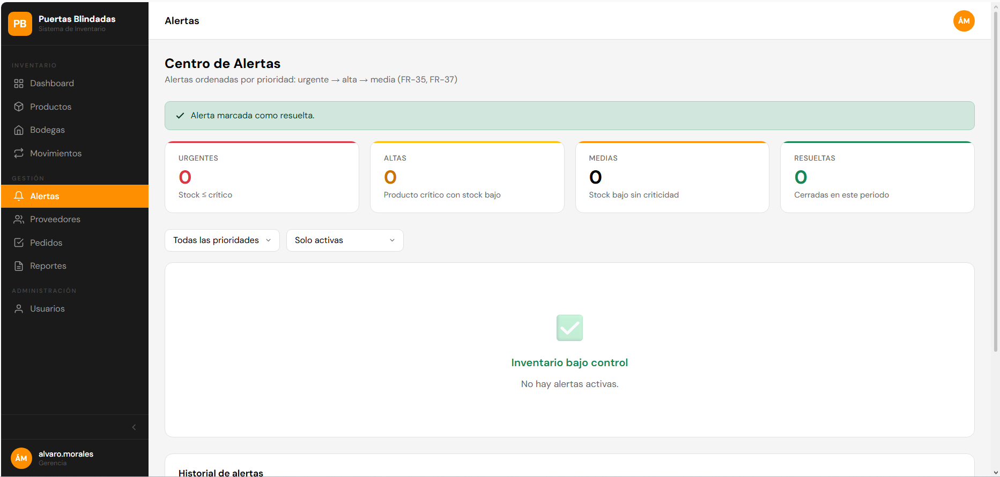 PB
Puertas Blindadas
Sistema de Inventario
INVENTARIO
Dashboard
Productos
Bodegas
Movimientos
GESTIÓN
Alertas
Proveedores
Pedidos
Reportes
ADMINISTRACIÓN
Usuarios
ÁM
alvaro.morales
Gerencia
Alertas
ÁM
Centro de Alertas
Alertas ordenadas por prioridad: urgente → alta → media (FR-35, FR-37)
Alerta marcada como resuelta.
URGENTES
0
Stock ≤ crítico
ALTAS
0
Producto crítico con stock bajo
MEDIAS
0
Stock bajo sin criticidad
RESUELTAS
0
Cerradas en este periodo
Todas las prioridades
Solo activas
Inventario bajo control
No hay alertas activas.
Historial de alertas